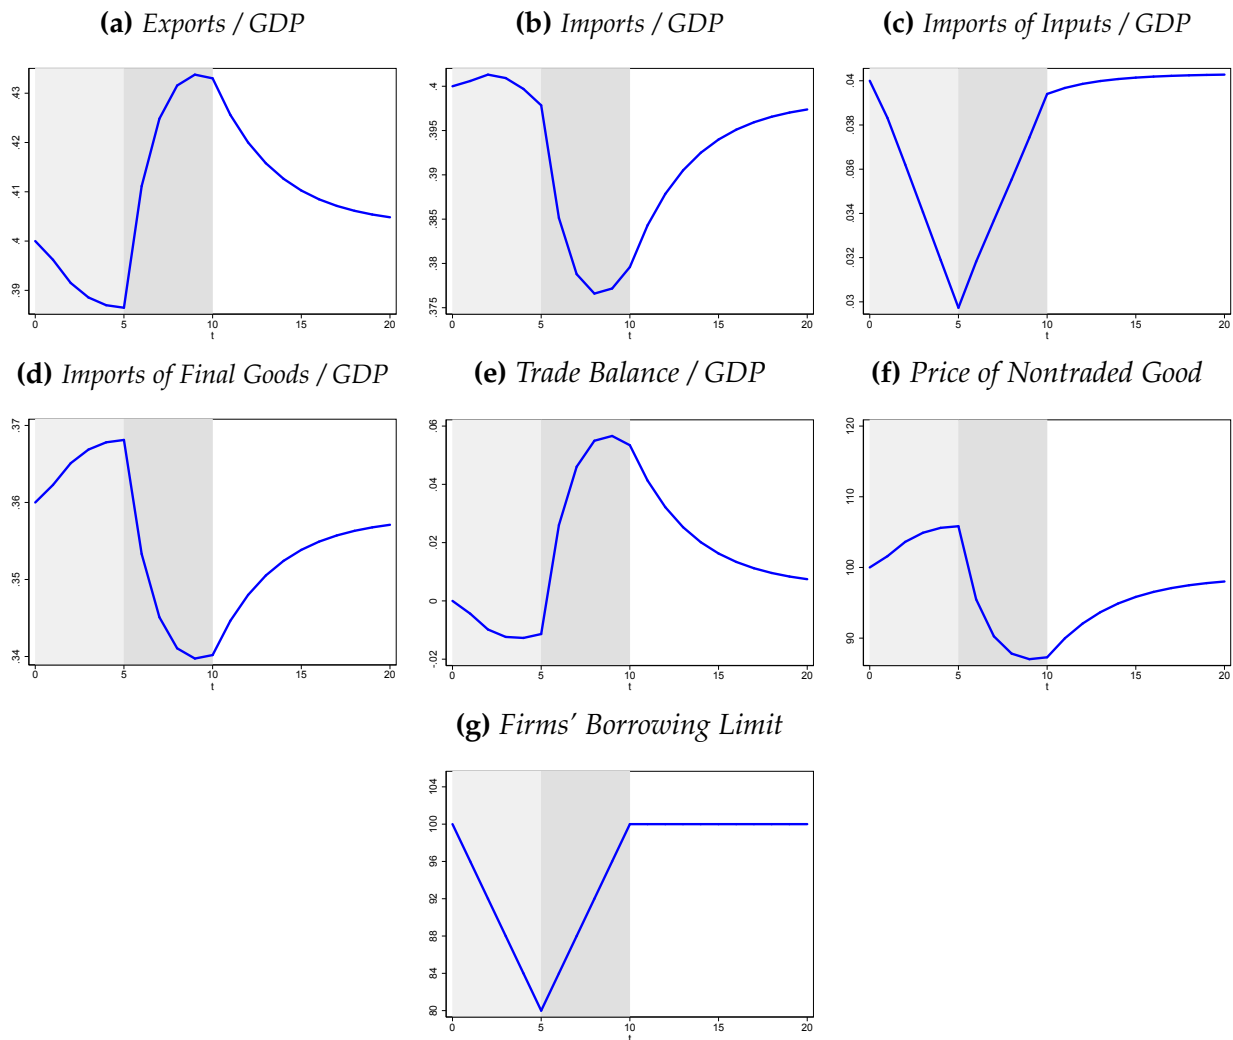 (a) Exports / GDP
(b) Imports / GDP
(c) Imports of Inputs / GDP
.39 .4 .41 .42 .43
0 5 10 15 20
t
.375 .38 .385 .39 .395 .4
0 5 10 15 20
t
.03 .032 .034 .036 .038 .04
0 5 10 15 20
t
(d) Imports of Final Goods / GDP
(e) Trade Balance / GDP
(f) Price of Nontraded Good
.34 .35 .36 .37
0 5 10 15 20
t
-.02 0 .02 .04 .06
0 5 10 15 20
t
90 100 110 120
0 5 10 15 20
t
(g) Firms' Borrowing Limit
80 84 88 92 96 100 104
0 5 10 15 20
t